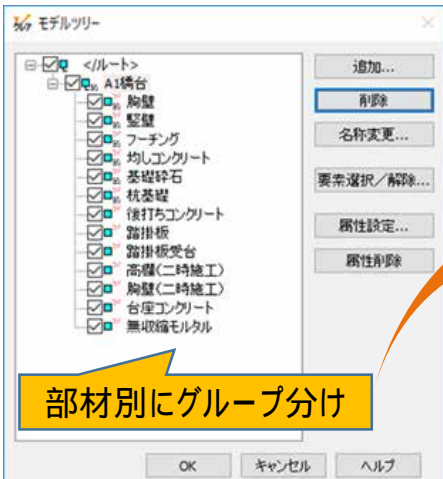 モデルツリー
</ルート>
A1橋台
胸壁
竪壁
フーチング
均しコンクリート
基礎砕石
杭基礎
後打ちコンクリート
踏掛板
踏掛板受台
高欄(二時施工)
胸壁(二時施工)
台座コンクリート
無収縮モルタル
追加...
削除
名称変更...
要素選択/解除...
属性設定...
属性削除
部材別にグループ分け
OK
キャンセル
ヘルプ